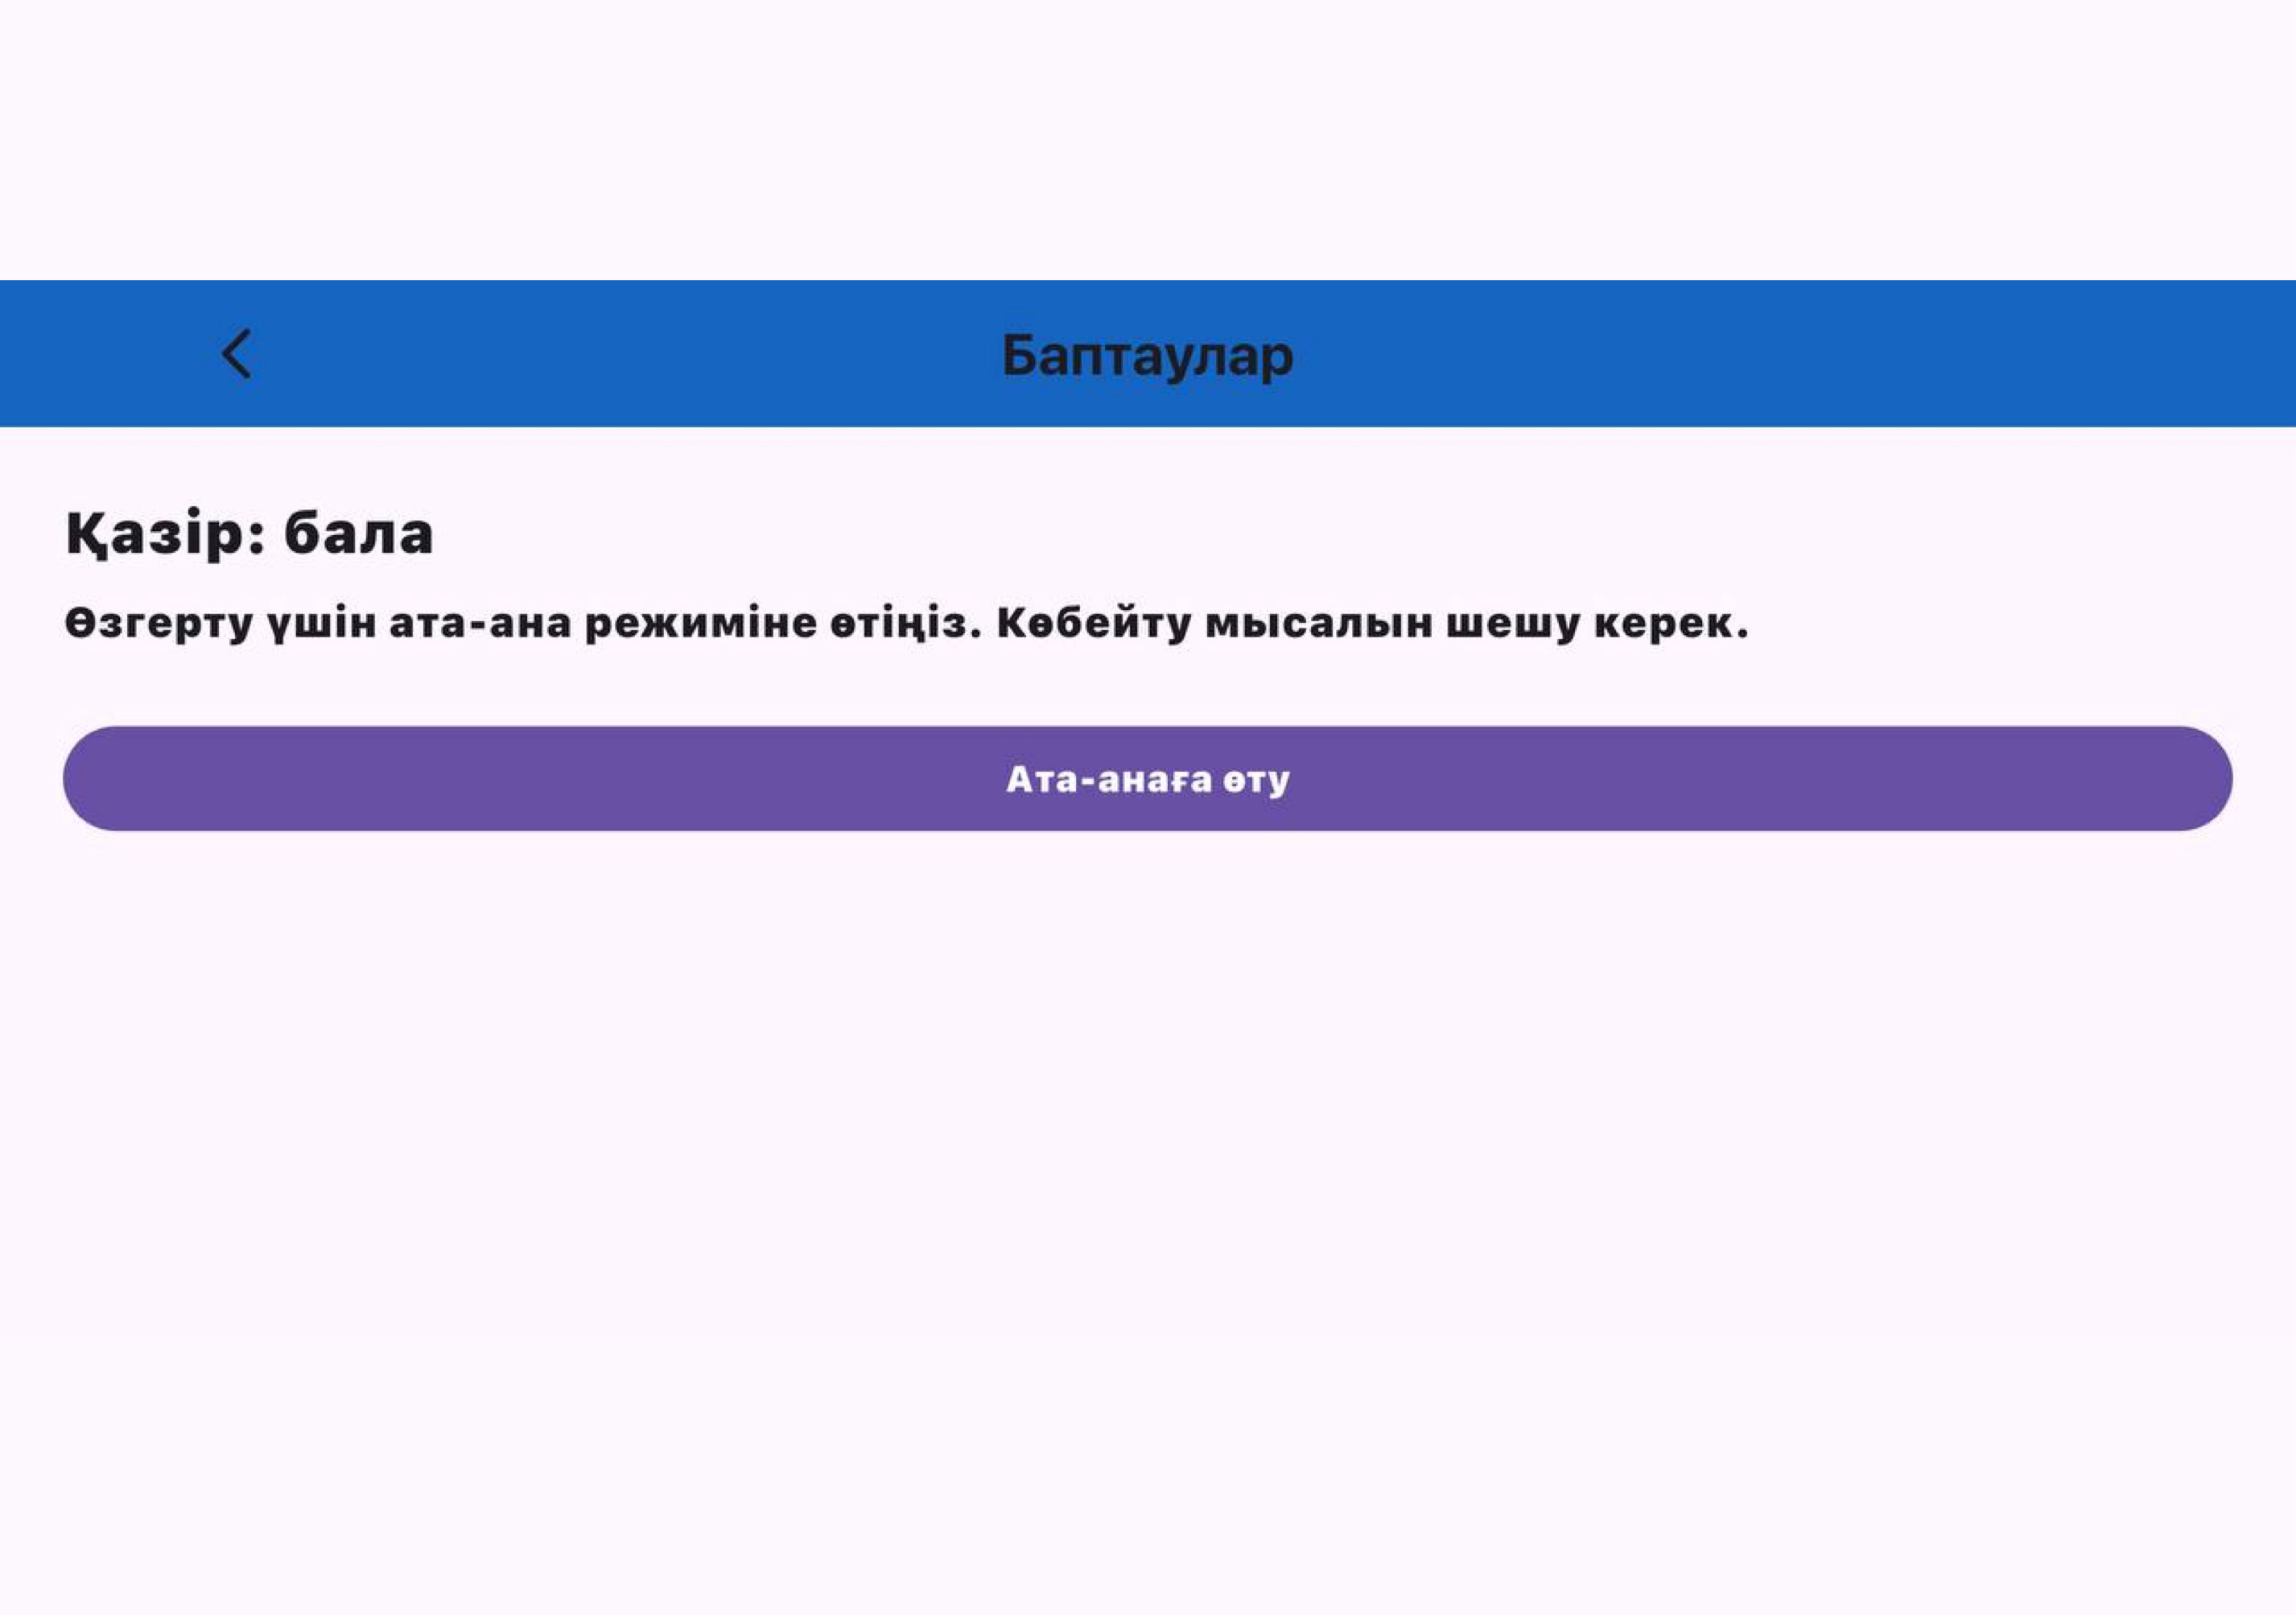 Баптаулар
Қазір: бала
Өзгерту үшін ата-ана режиміне өтіңіз. Көбейту мысалын шешу керек.
Ата-анаға өту